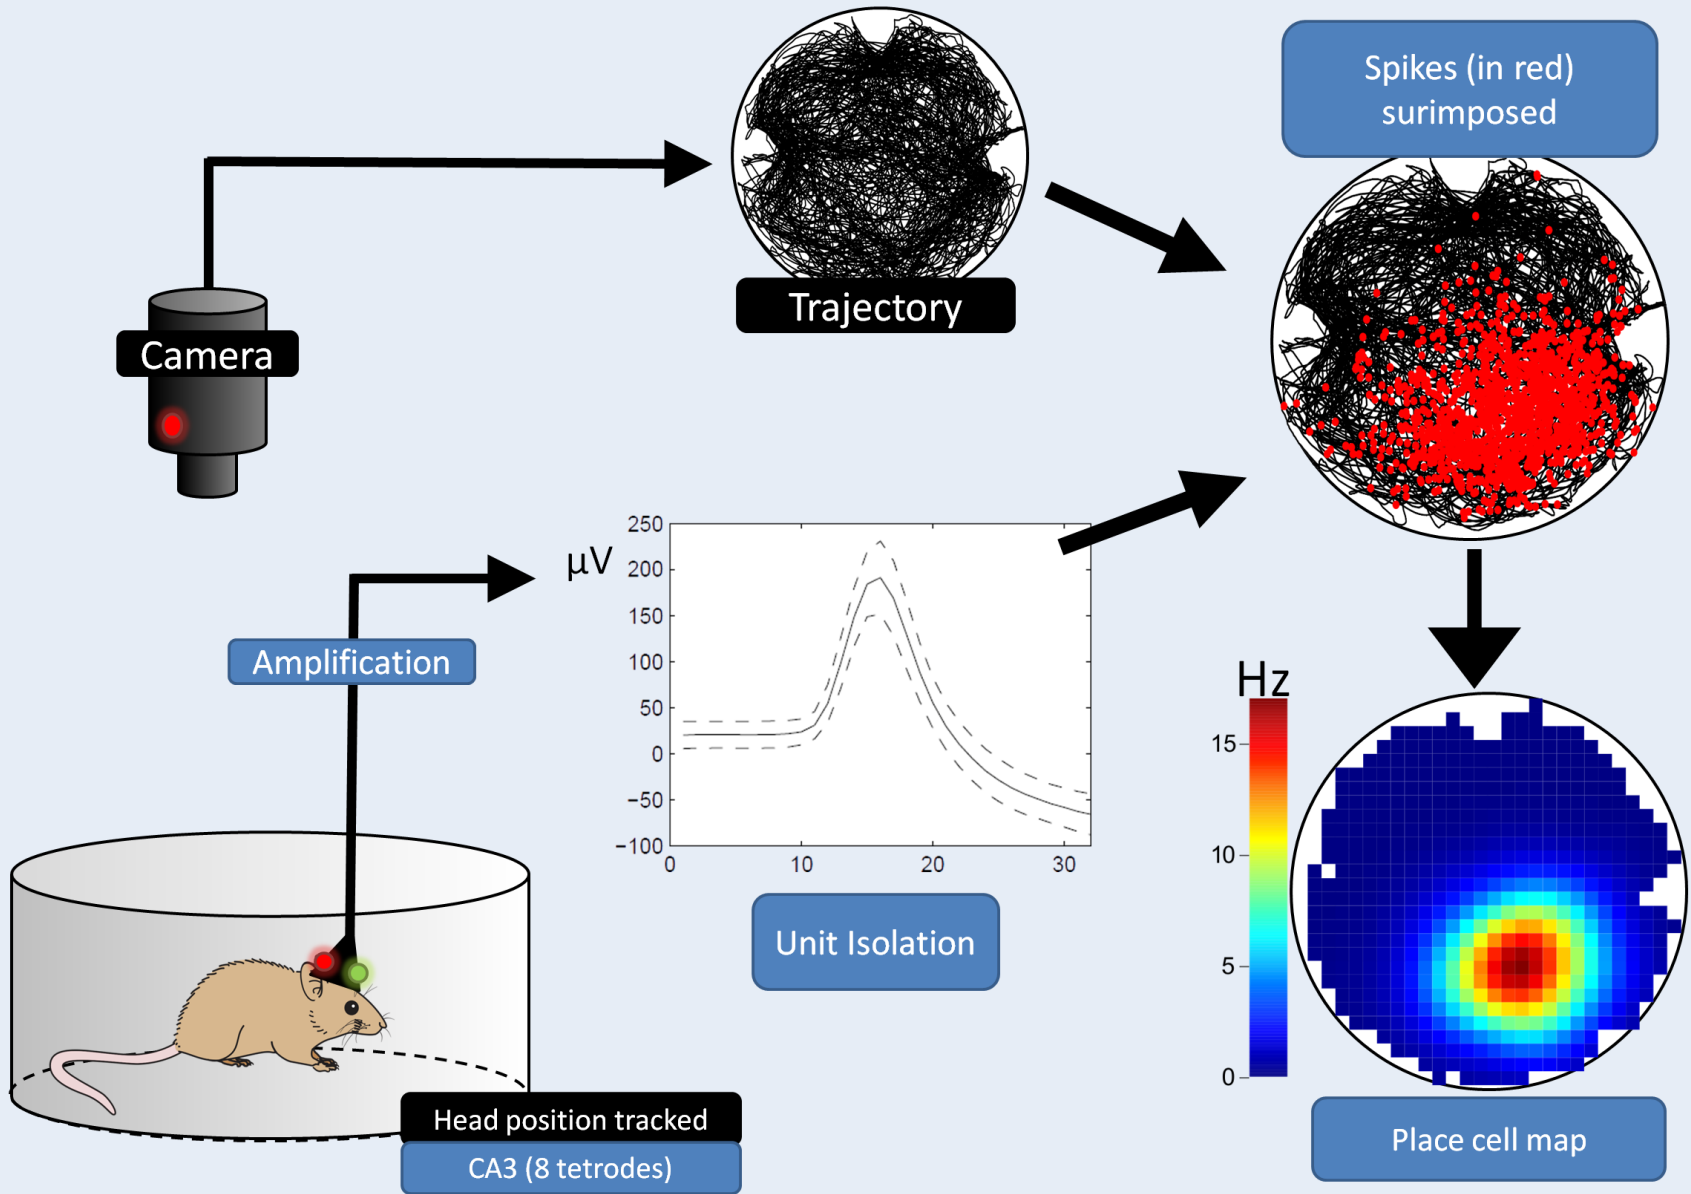 Spikes (in red)
surimposed
Trajectory
Camera
µV
250
200
150
100
50
0
−50
−100
0
10
20
30
Amplification
Unit Isolation
Hz
15
10
5
0
Head position tracked
CA3 (8 tetrodes)
Place cell map